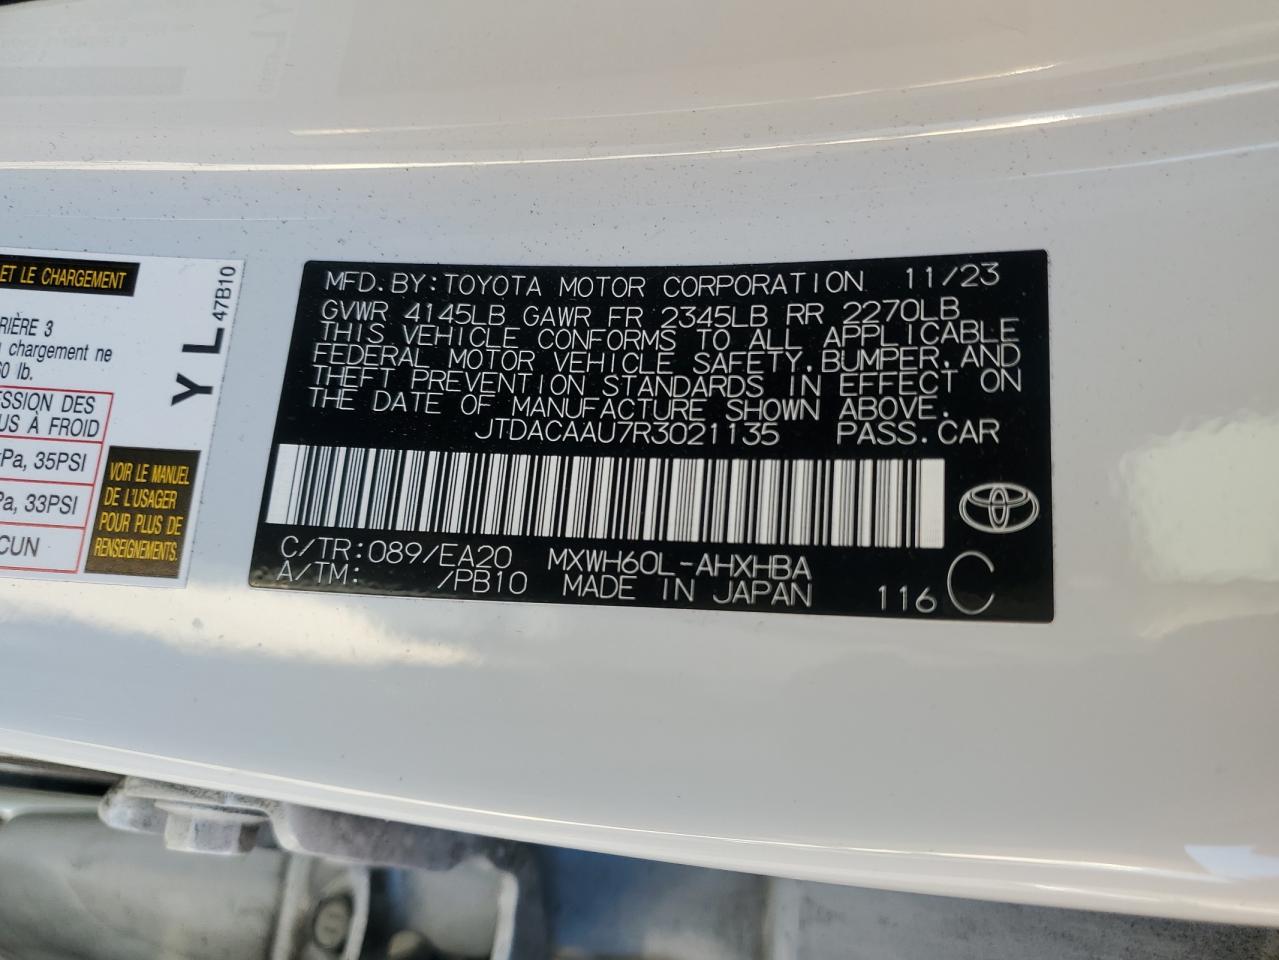 ET LE CHARGEMENT
RIÈRE 3
chargement ne
lb.
ESSION DES
US À FROID
Pa, 35PSI
Pa, 33PSI
CUN
VOIR LE MANUEL
DE L'USAGER
POUR PLUS DE
RENSEIGNEMENTS.
Y L
47B10
MFD. BY: TOYOTA MOTOR CORPORATION 11/23
GVWR 4145LB GAWR FR 2345LB RR 2270LB
THIS VEHICLE CONFORMS TO ALL APPLICABLE
FEDERAL MOTOR VEHICLE SAFETY, BUMPER, AND
THEFT PREVENTION STANDARDS IN EFFECT ON
THE DATE OF MANUFACTURE SHOWN ABOVE.
JTDACAAU7R3021135 PASS. CAR
C/TR: 089/EA20 MXWH60L-AHXHBA
A/TM: /PB10 MADE IN JAPAN 116 C